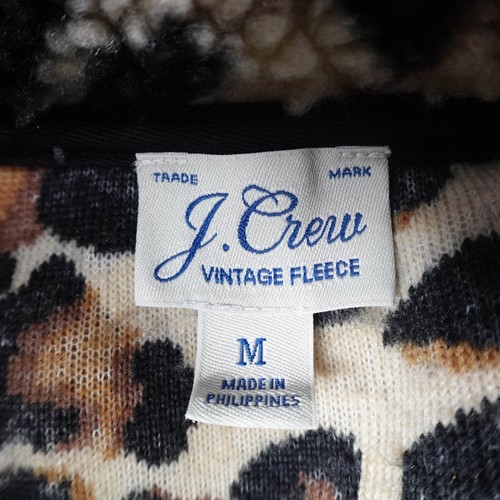 TRADE MARK
J.Crew
VINTAGE FLEECE
M
MADE IN
PHILIPPINES